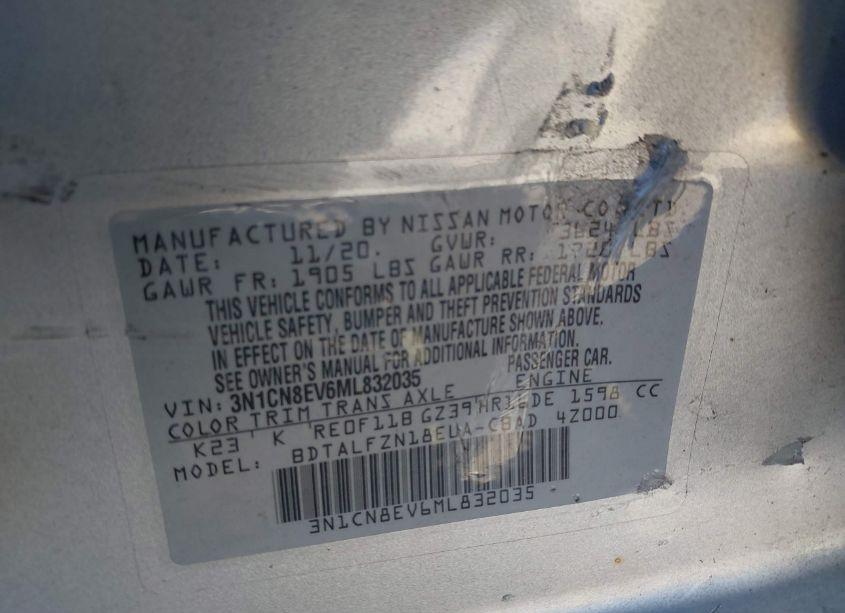 MANUFACTURED BY NISSAN MOTOR CO
DATE: 11/20. GVWR: 3624 LBS
GAWR FR: 1905 LBS GAWR RR: LBS
THIS VEHICLE CONFORMS TO ALL APPLICABLE FEDERAL MOTOR
VEHICLE SAFETY, BUMPER AND THEFT PREVENTION STANDARDS
IN EFFECT ON THE DATE OF MANUFACTURE SHOWN ABOVE.
SEE OWNER'S MANUAL FOR ADDITIONAL INFORMATION.
VIN: 3N1CN8EV6ML832035 PASSENGER CAR.
COLOR TRIM TRANS AXLE ENGINE
K23 K RE0F11B GZ39 HR16DE 1598 CC
MODEL: BDTALFZN18EUA-C8AD 4Z000
3N1CN8EV6ML832035